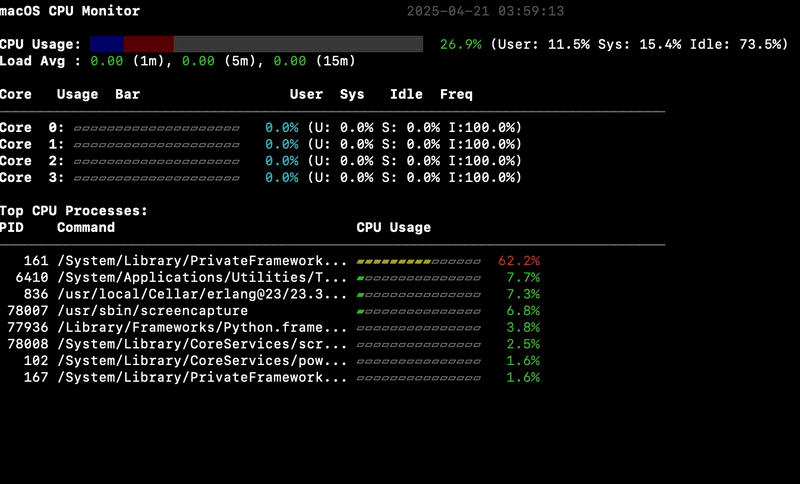 macOS CPU Monitor 2025-04-21 03:59:13
CPU Usage: 26.9% (User: 11.5% Sys: 15.4% Idle: 73.5%)
Load Avg : 0.00 (1m), 0.00 (5m), 0.00 (15m)
Core Usage Bar User Sys Idle Freq
Core 0: ▱▱▱▱▱▱▱▱▱▱▱▱▱▱▱▱▱▱▱▱ 0.0% (U: 0.0% S: 0.0% I:100.0%)
Core 1: ▱▱▱▱▱▱▱▱▱▱▱▱▱▱▱▱▱▱▱▱ 0.0% (U: 0.0% S: 0.0% I:100.0%)
Core 2: ▱▱▱▱▱▱▱▱▱▱▱▱▱▱▱▱▱▱▱▱ 0.0% (U: 0.0% S: 0.0% I:100.0%)
Core 3: ▱▱▱▱▱▱▱▱▱▱▱▱▱▱▱▱▱▱▱▱ 0.0% (U: 0.0% S: 0.0% I:100.0%)
Top CPU Processes:
PID Command CPU Usage
161 /System/Library/PrivateFramework... ▰▰▰▰▰▰▰▰▰▱▱▱▱▱▱ 62.2%
6410 /System/Applications/Utilities/T... ▰▱▱▱▱▱▱▱▱▱▱▱▱▱▱ 7.7%
836 /usr/local/Cellar/erlang@23/23.3... ▰▱▱▱▱▱▱▱▱▱▱▱▱▱▱ 7.3%
78007 /usr/sbin/screencapture ▰▱▱▱▱▱▱▱▱▱▱▱▱▱▱ 6.8%
77936 /Library/Frameworks/Python.frame... ▱▱▱▱▱▱▱▱▱▱▱▱▱▱▱ 3.8%
78008 /System/Library/CoreServices/scr... ▱▱▱▱▱▱▱▱▱▱▱▱▱▱▱ 2.5%
102 /System/Library/CoreServices/pow... ▱▱▱▱▱▱▱▱▱▱▱▱▱▱▱ 1.6%
167 /System/Library/PrivateFramework... ▱▱▱▱▱▱▱▱▱▱▱▱▱▱▱ 1.6%